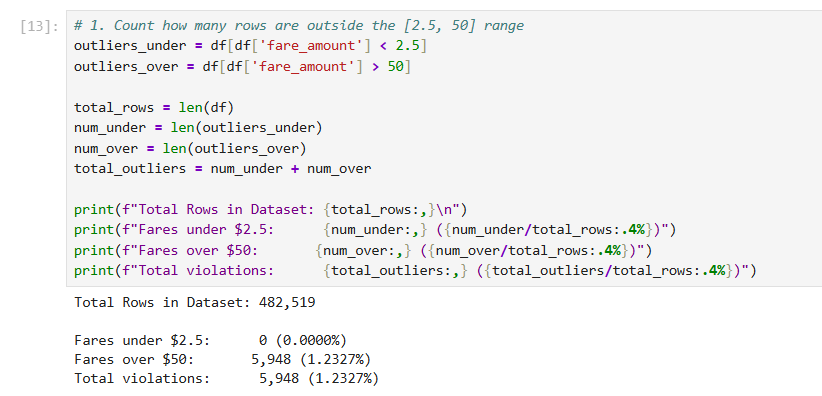 [13]: # 1. Count how many rows are outside the [2.5, 50] range
outliers_under = df[df['fare_amount'] < 2.5]
outliers_over = df[df['fare_amount'] > 50]

total_rows = len(df)
num_under = len(outliers_under)
num_over = len(outliers_over)
total_outliers = num_under + num_over

print(f"Total Rows in Dataset: {total_rows:,}\n")
print(f"Fares under $2.5:      {num_under:,} ({num_under/total_rows:.4%})")
print(f"Fares over $50:       {num_over:,} ({num_over/total_rows:.4%})")
print(f"Total violations:      {total_outliers:,} ({total_outliers/total_rows:.4%})")
Total Rows in Dataset: 482,519

Fares under $2.5:      0 (0.0000%)
Fares over $50:       5,948 (1.2327%)
Total violations:      5,948 (1.2327%)